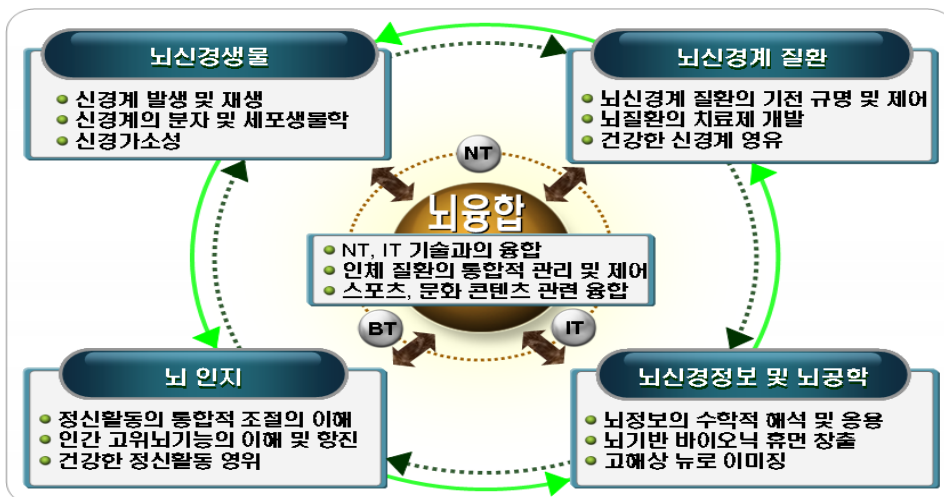 뇌신경생물
신경계 발생 및 재생
신경계의 분자 및 세포생물학
신경가소성
뇌신경계 질환
뇌신경계 질환의 기전 규명 및 제어
뇌질환의 치료제 개발
건강한 신경계 영유
NT
뇌융합
NT, IT 기술과의 융합
인체 질환의 통합적 관리 및 제어
스포츠, 문화 콘텐츠 관련 융합
BT
IT
뇌 인지
정신활동의 통합적 조절의 이해
인간 고위뇌기능의 이해 및 항진
건강한 정신활동 영위
뇌신경정보 및 뇌공학
뇌정보의 수학적 해석 및 응용
뇌기반 바이오닉 휴먼 창출
고해상 뉴로 이미징